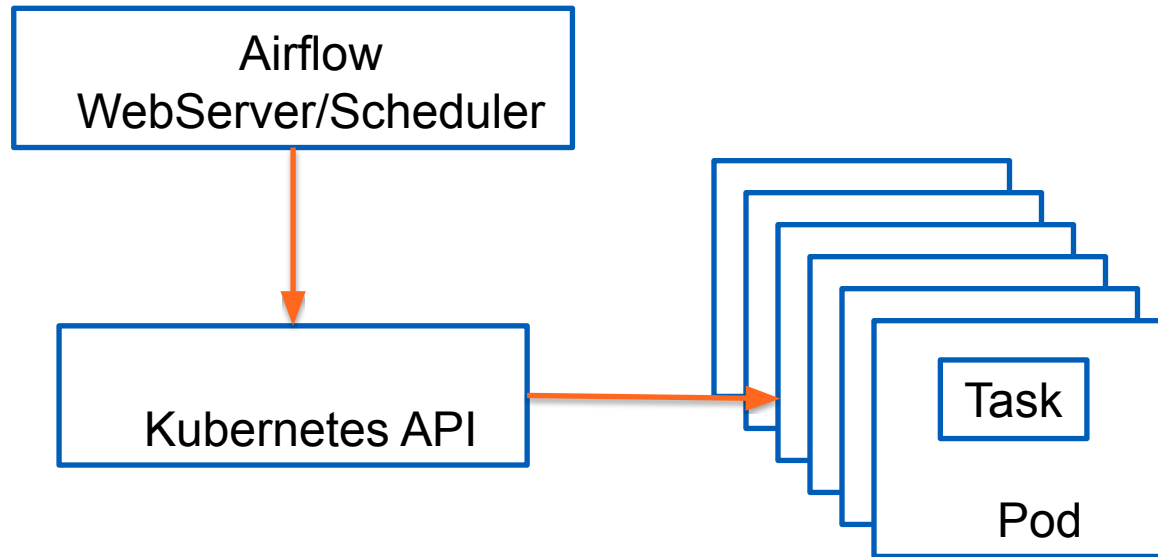 Airflow
WebServer/Scheduler
Kubernetes API
Task
Pod